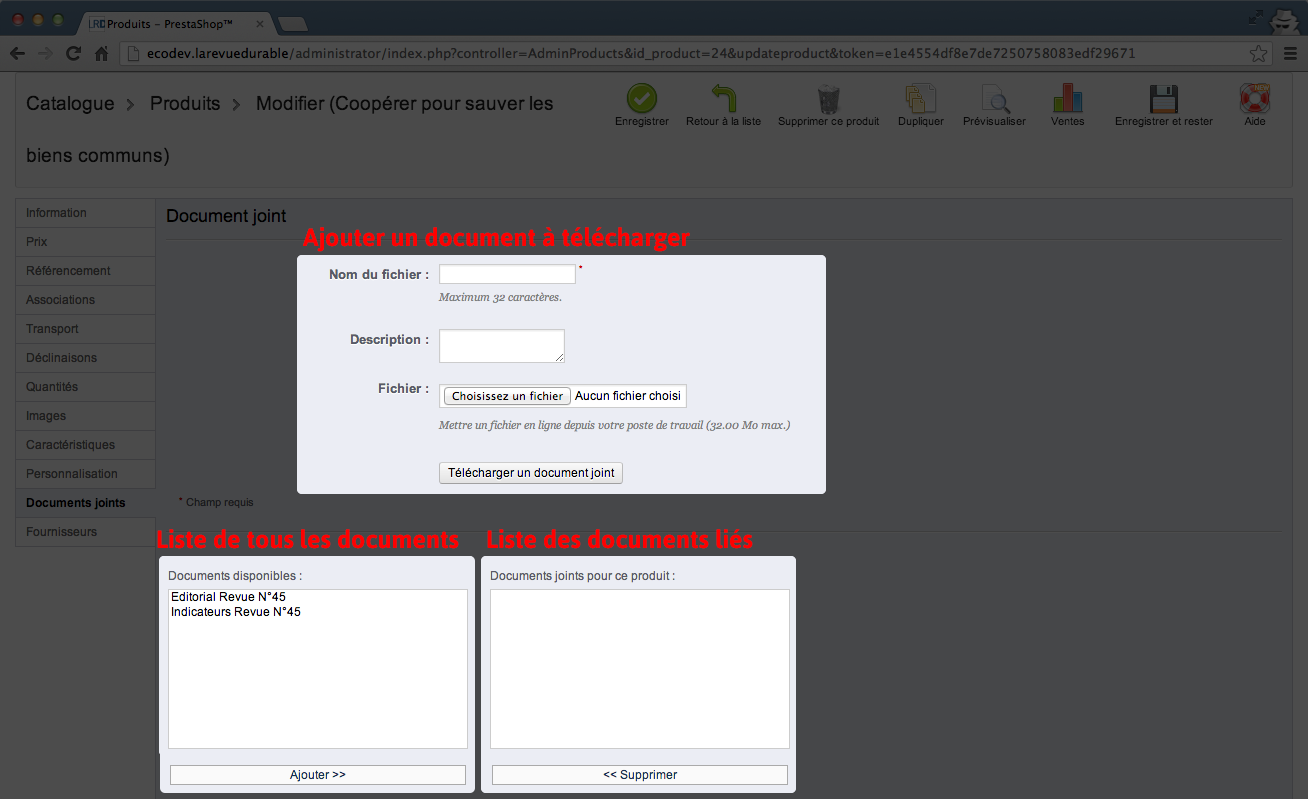 LRD Produits – PrestaShop™
ecodev.larevuedurable/administrator/index.php?controller=AdminProducts&id_product=24&updateproduct&token=e1e4554df8e7de7250758083edf29671
Catalogue > Produits > Modifier (Coopérer pour sauver les
biens communs)
Enregistrer Retour à la liste Supprimer ce produit Dupliquer Prévisualiser Ventes Enregistrer et rester NEW Aide
Information
Prix
Référencement
Associations
Transport
Déclinaisons
Quantités
Images
Caractéristiques
Personnalisation
Documents joints
Fournisseurs
Document joint
Ajouter un document à télécharger
Nom du fichier : *
Maximum 32 caractères.
Description :
Fichier : Choisissez un fichier Aucun fichier choisi
Mettre un fichier en ligne depuis votre poste de travail (32.00 Mo max.)
Télécharger un document joint
* Champ requis
Liste de tous les documents
Documents disponibles :
Editorial Revue N°45
Indicateurs Revue N°45
Ajouter >>
Liste des documents liés
Documents joints pour ce produit :
<< Supprimer